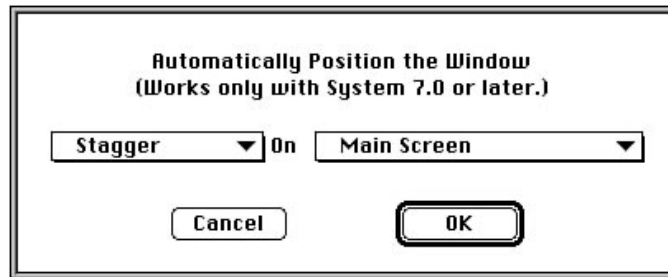 Automatically Position the Window
(Works only with System 7.0 or later.)
Stagger On Main Screen
Cancel OK